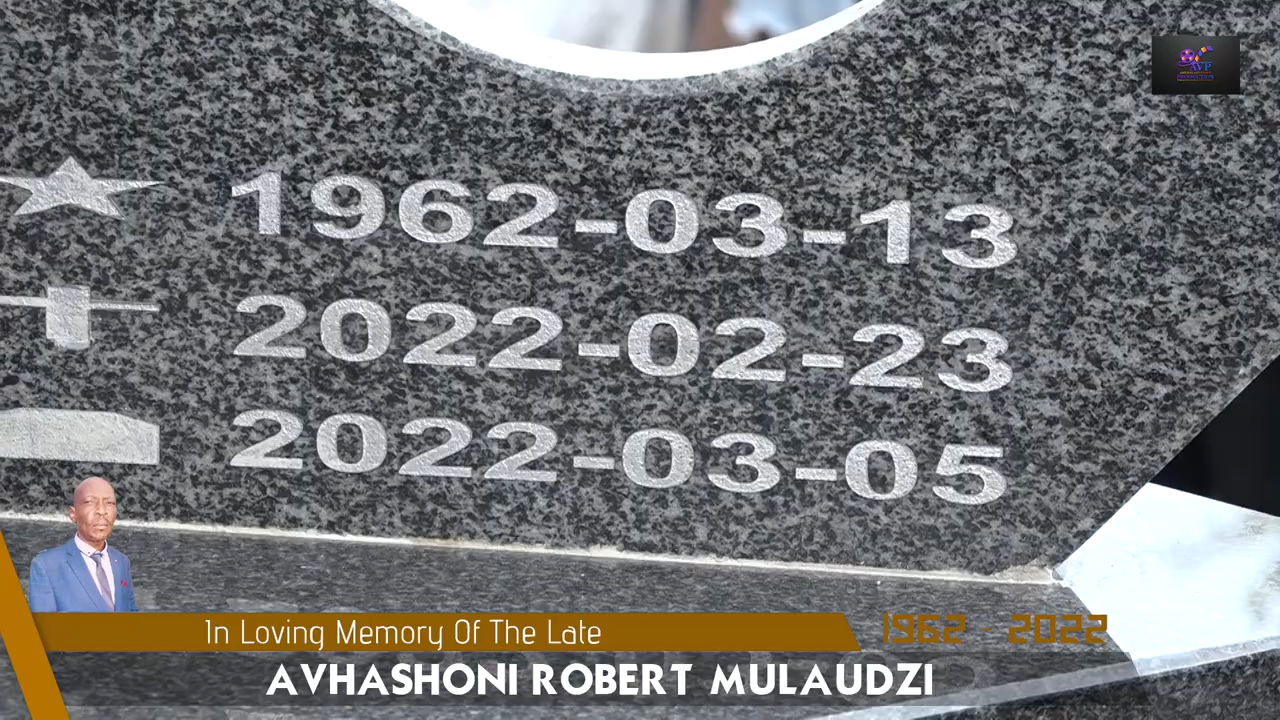 AVP
1962-03-13
2022-02-23
2022-03-05
In Loving Memory Of The Late
1962 - 2022
AVHASHONI ROBERT MULAUDZI